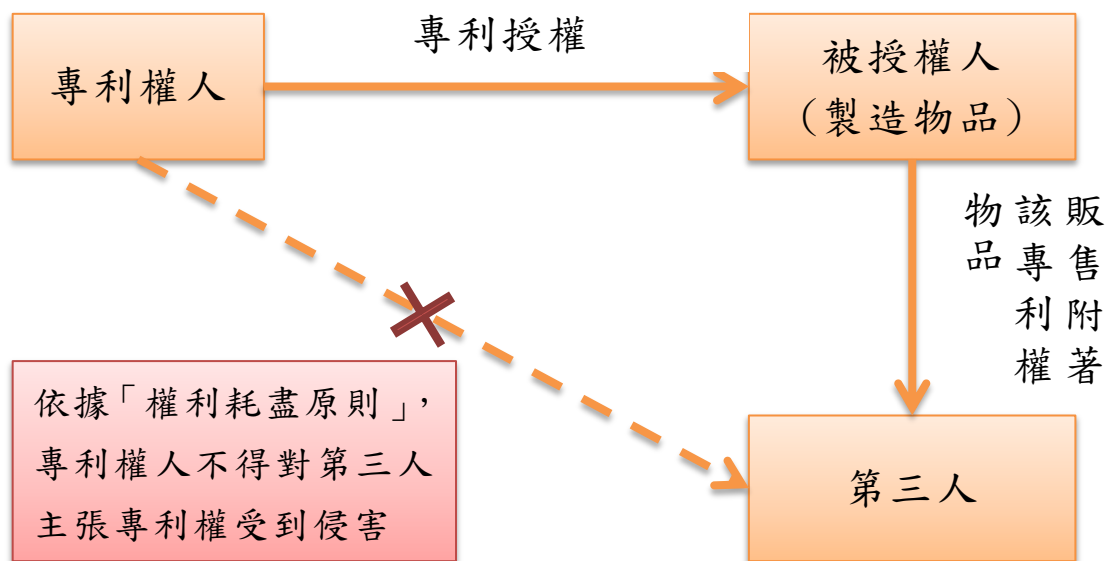 專利授權
專利權人
被授權人
（製造物品）
販售附著
該專利權
物品
依據「權利耗盡原則」，
專利權人不得對第三人
主張專利權受到侵害
第三人